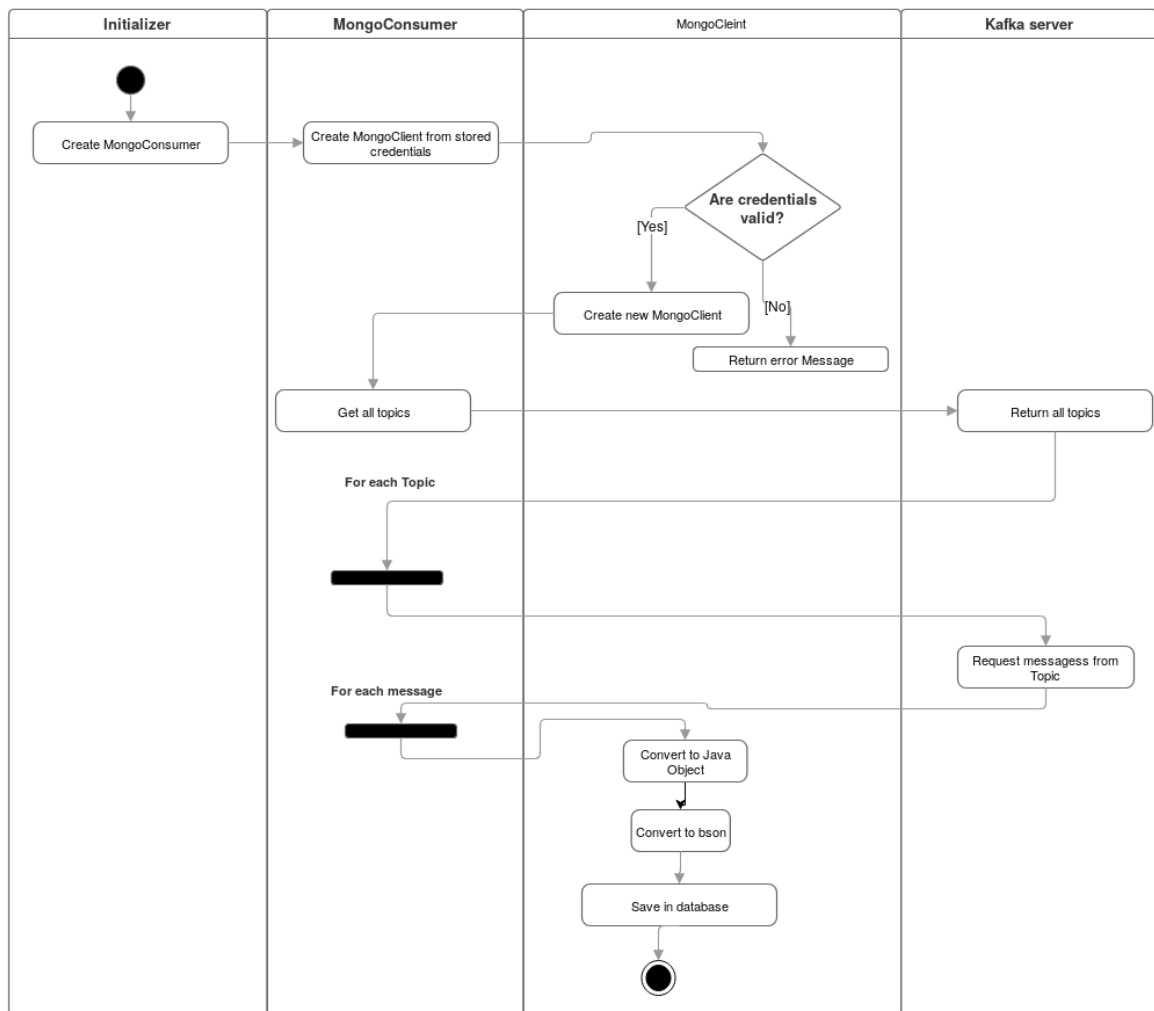 Initializer
MongoConsumer
MongoCleint
Kafka server
Create MongoConsumer
Create MongoClient from stored
credentials
Are credentials
valid?
[Yes]
[No]
Create new MongoClient
Return error Message
Get all topics
Return all topics
For each Topic
Request messagess from
Topic
For each message
Convert to Java
Object
Convert to bson
Save in database